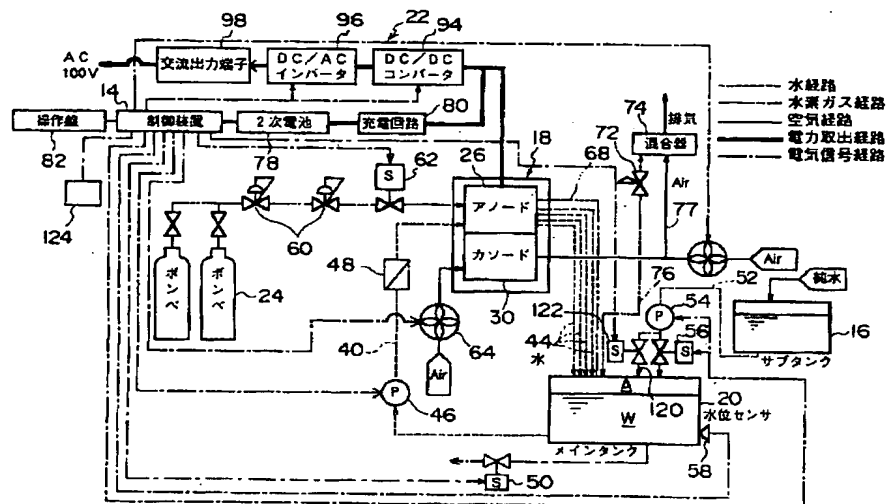 98
96
22
94
AC
100V
交流出力端子
DC/AC
インバータ
DC/DC
コンバータ
14
80
操作盤
制御装置
2次電池
充電回路
82
78
水経路
水素ガス経路
空気経路
電力取出経路
電気信号経路
排気
74
混合器
72
62
S
26
18
68
Air
77
アノード
カソード
30
124
60
48
ボンベ
ボンベ
24
64
Air
Air
76
52
純水
54
P
16
サブタンク
122
S
56
S
44
水
40
P
46
120
20
水位センサ
W
58
メインタンク
S
50